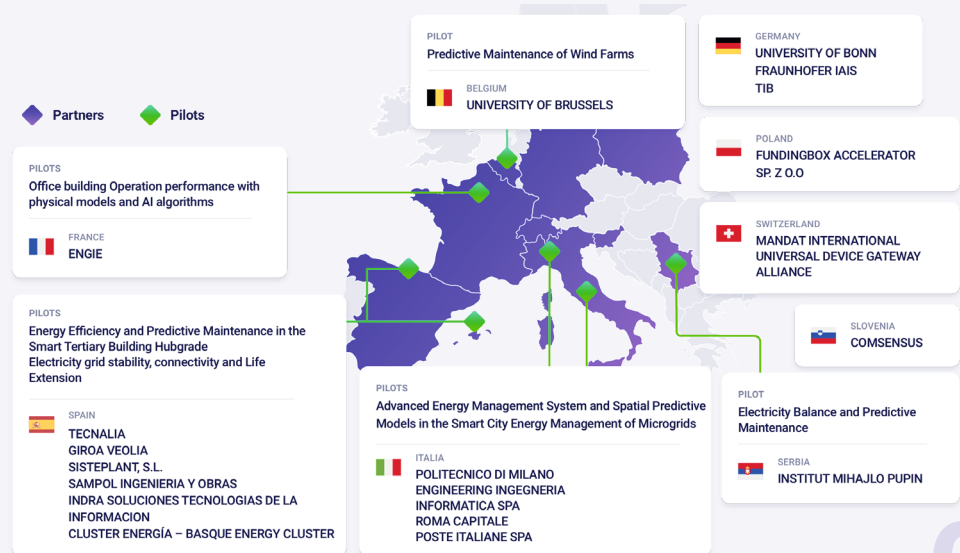 PILOT
Predictive Maintenance of Wind Farms
BELGIUM
UNIVERSITY OF BRUSSELS
GERMANY
UNIVERSITY OF BONN
FRAUNHOFER IAIS
TIB
Partners
Pilots
POLAND
FUNDINGBOX ACCELERATOR
SP. Z O.O
PILOTS
Office building Operation performance with
physical models and AI algorithms
FRANCE
ENGIE
SWITZERLAND
MANDAT INTERNATIONAL
UNIVERSAL DEVICE GATEWAY
ALLIANCE
PILOTS
Energy Efficiency and Predictive Maintenance in the
Smart Tertiary Building Hubgrade
Electricity grid stability, connectivity and Life
Extension
SPAIN
TECNALIA
GIROA VEOLIA
SISTEPLANT, S.L.
SAMPOL INGENIERIA Y OBRAS
INDRA SOLUCIONES TECNOLOGIAS DE LA
INFORMACION
CLUSTER ENERGÍA – BASQUE ENERGY CLUSTER
SLOVENIA
COMSENSUS
PILOTS
Advanced Energy Management System and Spatial Predictive
Models in the Smart City Energy Management of Microgrids
ITALIA
POLITECNICO DI MILANO
ENGINEERING INGEGNERIA
INFORMATICA SPA
ROMA CAPITALE
POSTE ITALIANE SPA
PILOT
Electricity Balance and Predictive
Maintenance
SERBIA
INSTITUT MIHAJLO PUPIN